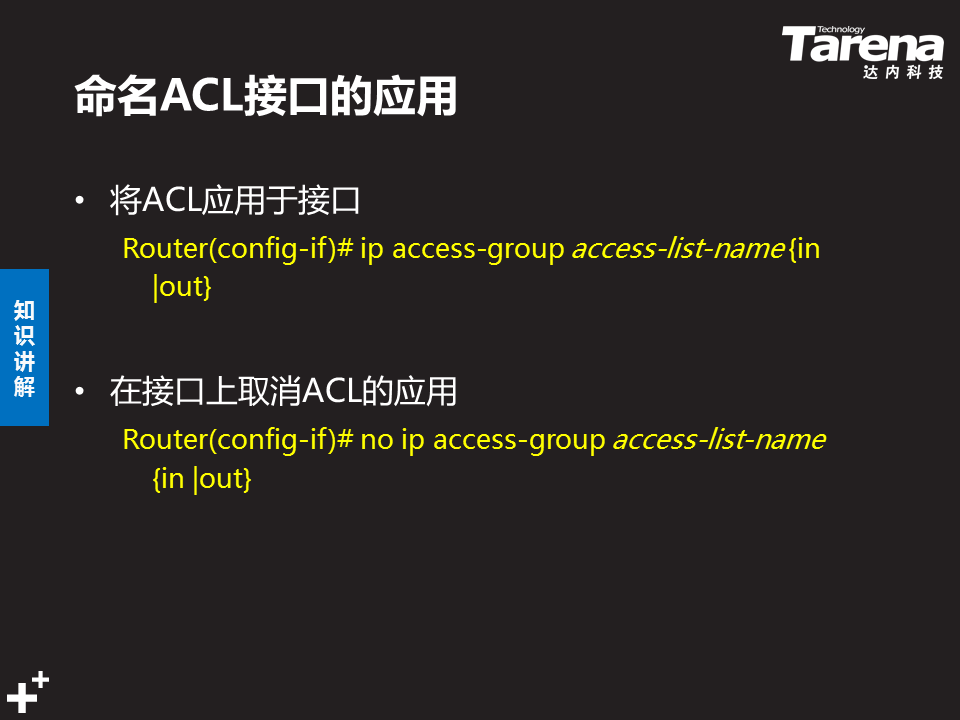 Technology
Tarena
达内科技
命名ACL接口的应用
• 将ACL应用于接口
Router(config-if)# ip access-group access-list-name {in
|out}
知
识
讲
解
• 在接口上取消ACL的应用
Router(config-if)# no ip access-group access-list-name
{in |out}